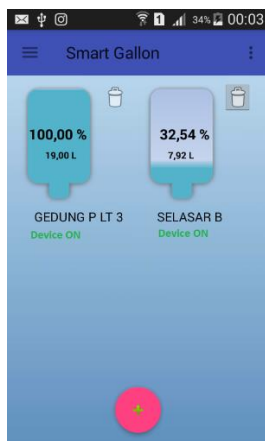 34% 00:03
Smart Gallon
100,00 %
19,00 L
GEDUNG P LT 3
Device ON
32,54 %
7,92 L
SELASAR B
Device ON